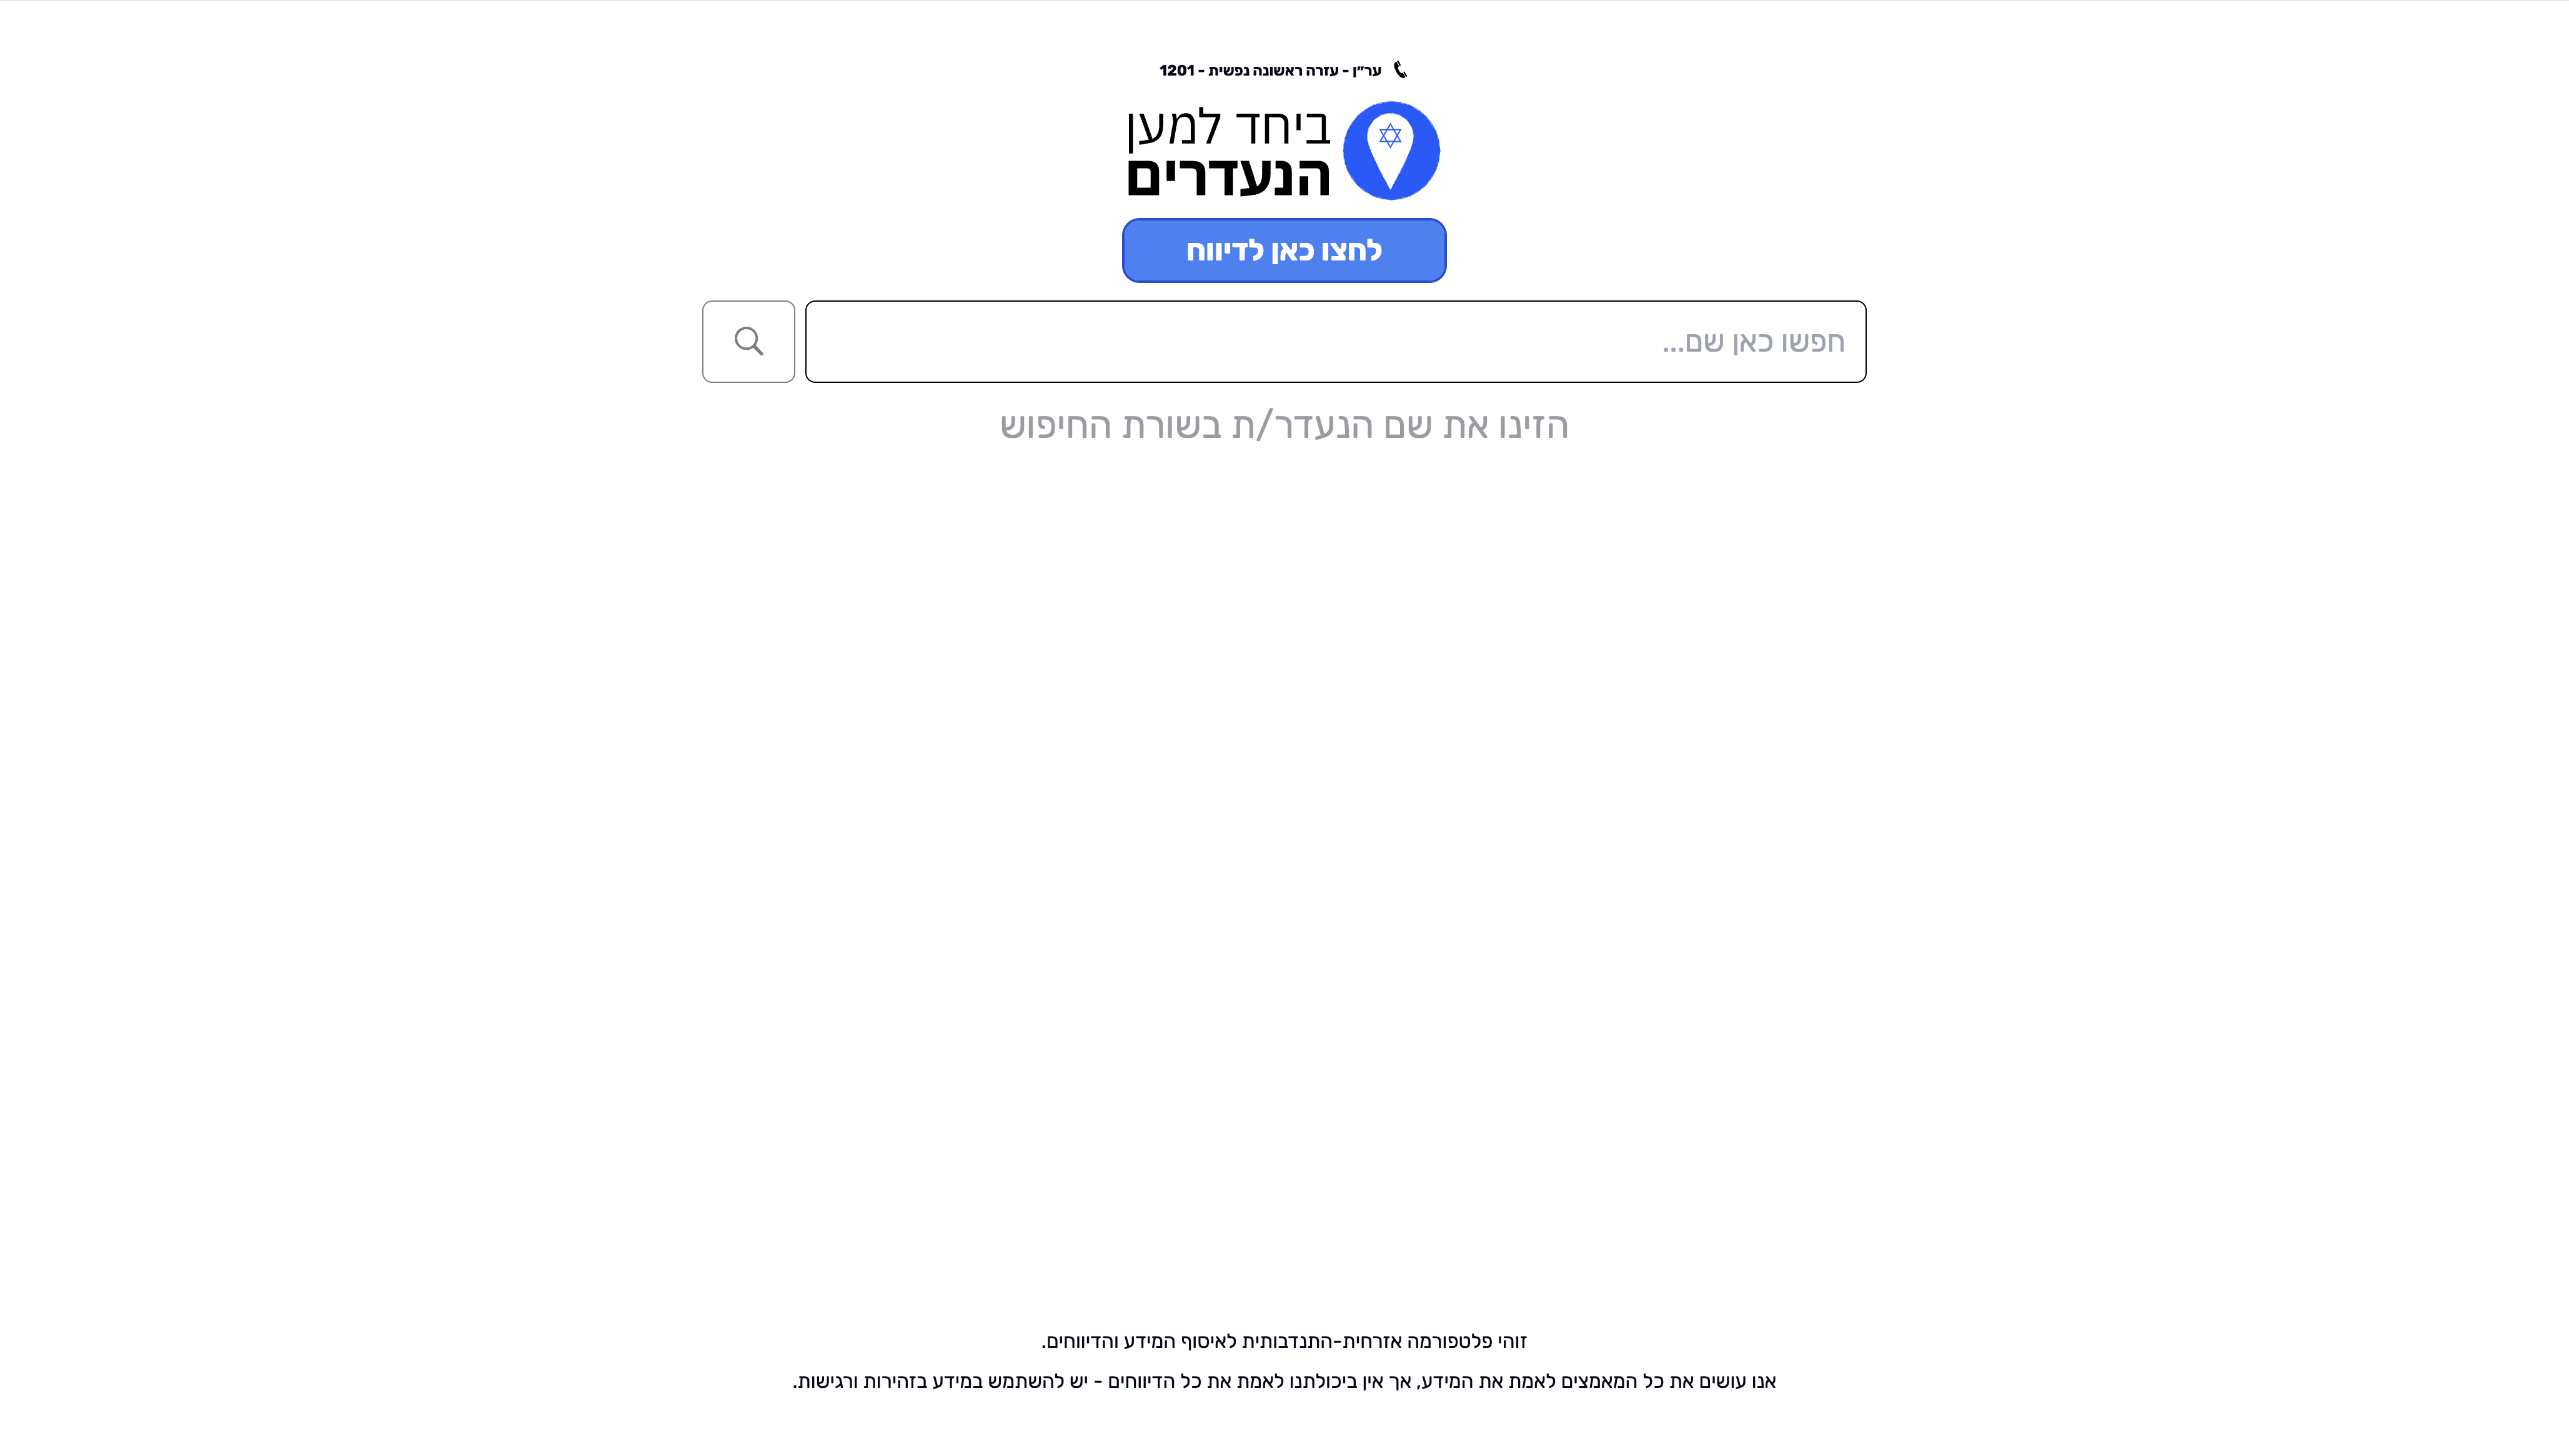 ער״ן - עזרה ראשונה נפשית - 1201
ביחד למען
הנעדרים
לחצו כאן לדיווח
חפשו כאן שם...
הזינו את שם הנעדר/ת בשורת החיפוש
זוהי פלטפורמה אזרחית-התנדבותית לאיסוף המידע והדיווחים.
אנו עושים את כל המאמצים לאמת את המידע, אך אין ביכולתנו לאמת את כל הדיווחים - יש להשתמש במידע בזהירות ורגישות.